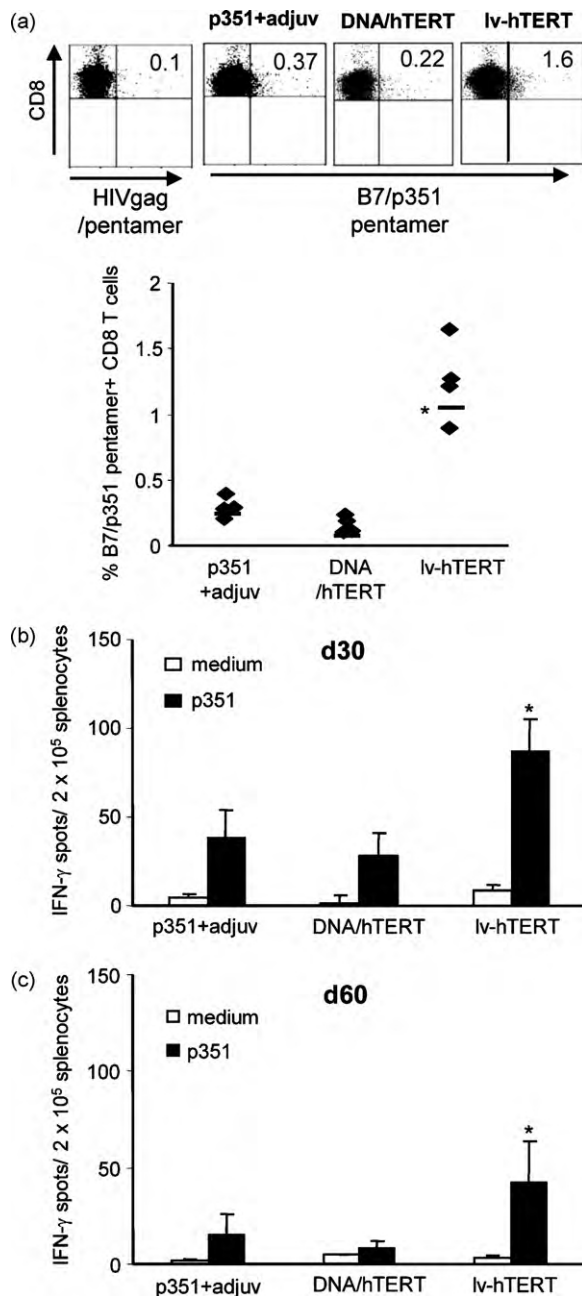 (a)
p351+adjuv DNA/hTERT lv-hTERT
0.1 0.37 0.22 1.6
CD8
HIVgag
/pentamer
B7/p351
pentamer
% B7/p351 pentamer+ CD8 T cells
2
1.5
1
0.5
0
*
p351
+adjuv
DNA
/hTERT
lv-hTERT
(b)
d30
medium
p351
IFN-γ spots/ 2 x 10⁵ splenocytes
150
100
50
0
*
p351+adjuv DNA/hTERT lv-hTERT
(c)
d60
medium
p351
IFN-γ spots/ 2 x 10⁵ splenocytes
150
100
50
0
*
p351+adjuv DNA/hTERT lv-hTERT